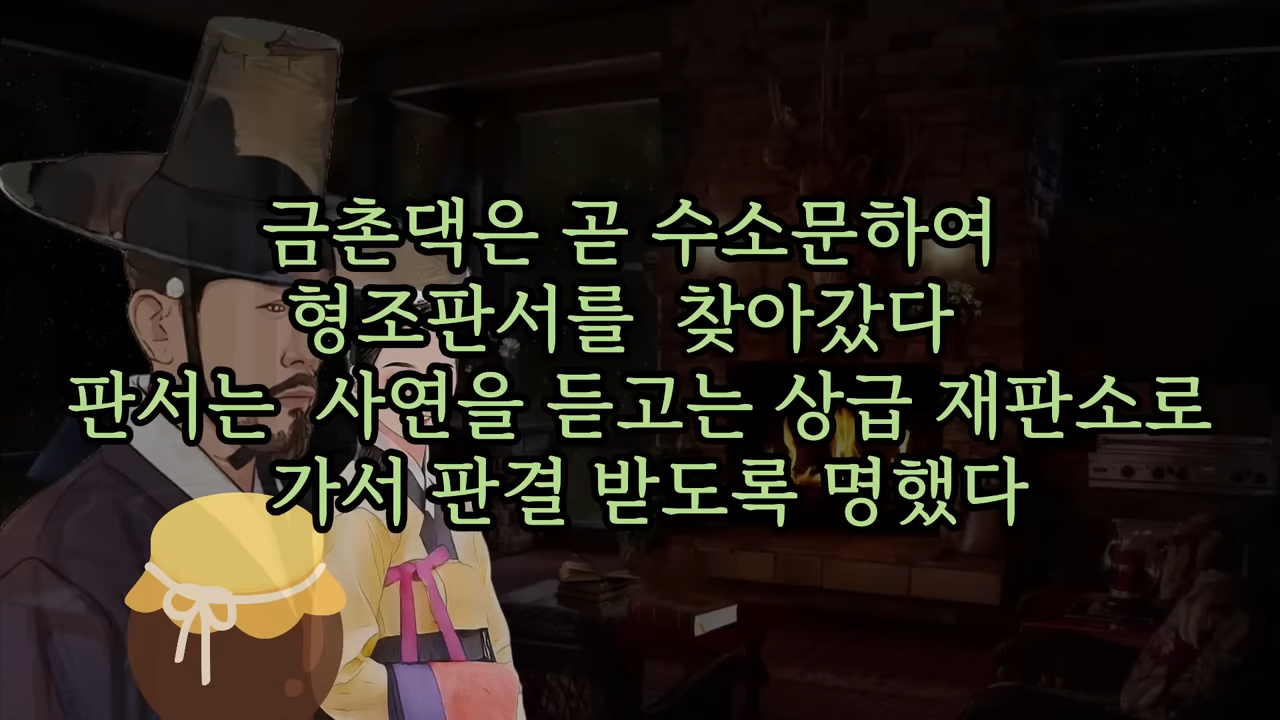 금촌댁은 곧 수소문하여
형조판서를 찾아갔다
판서는 사연을 듣고는 상급 재판소로
가서 판결 받도록 명했다